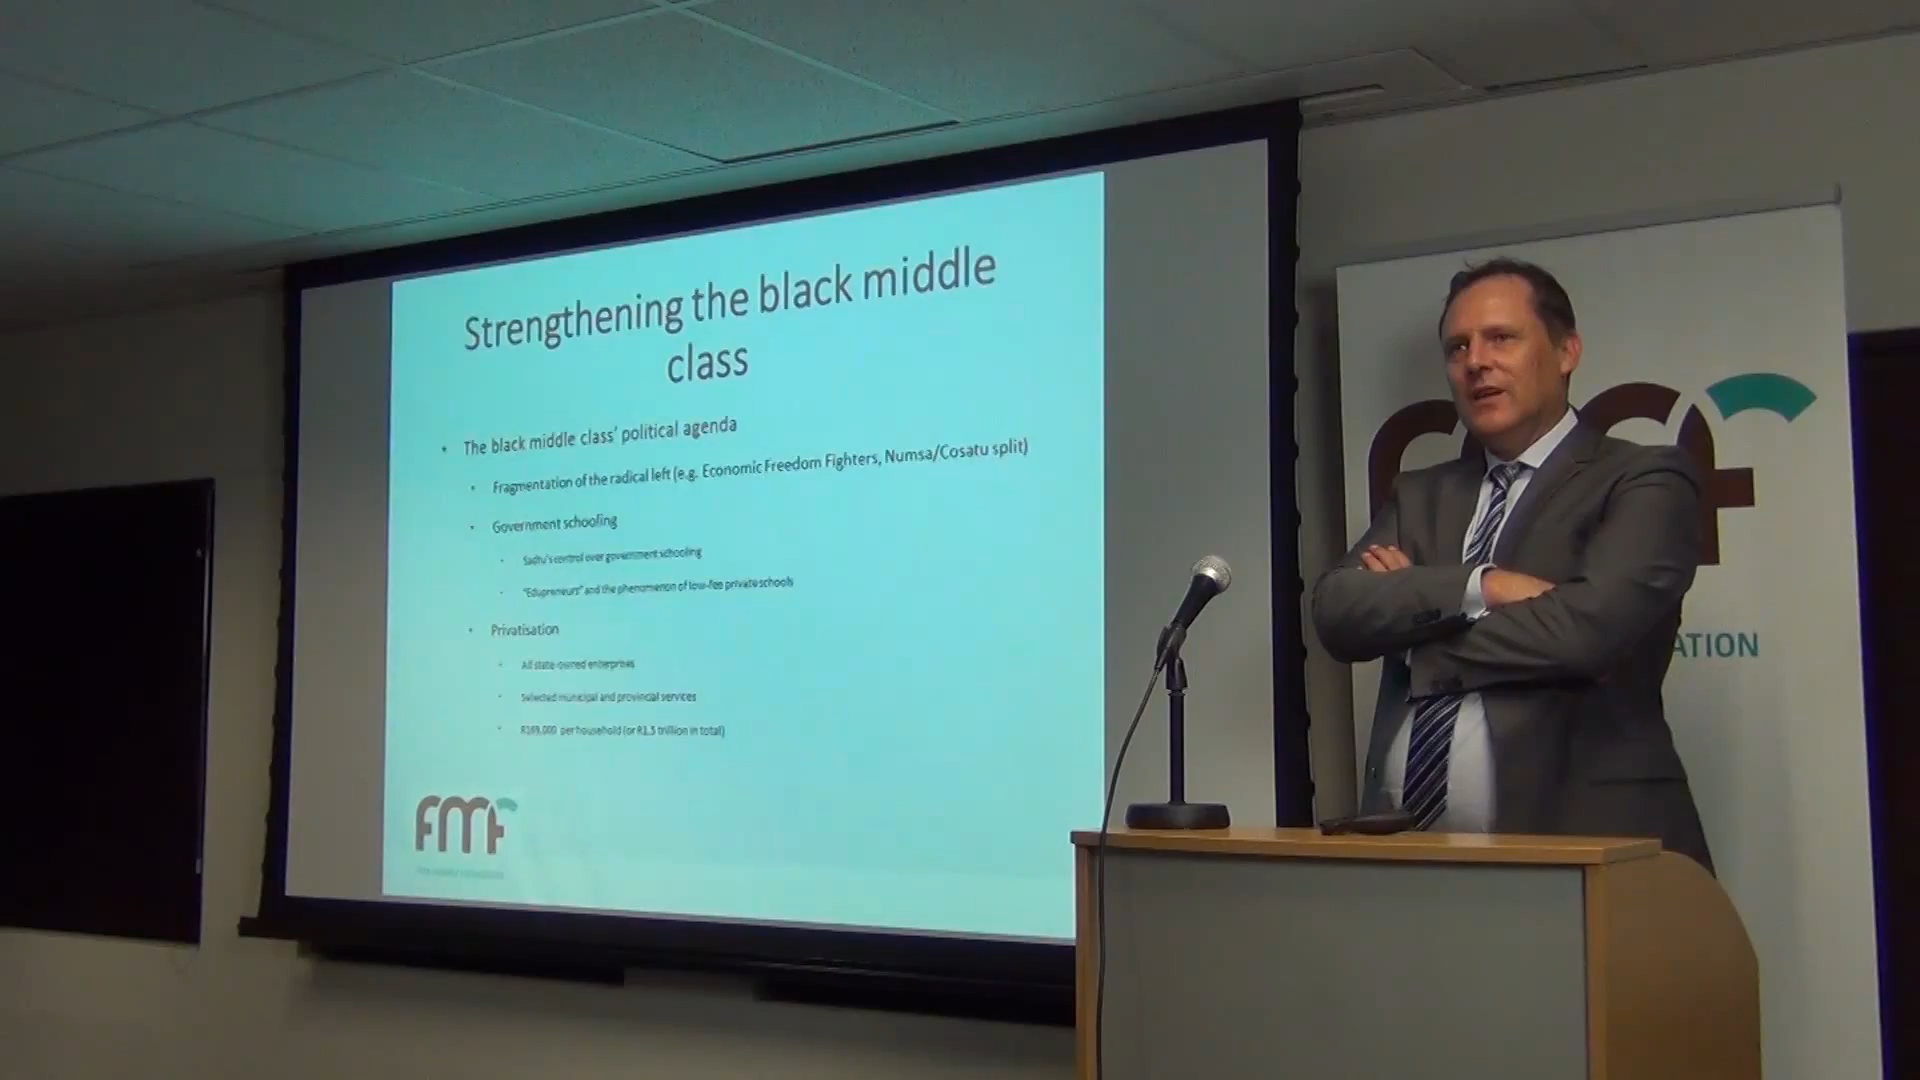 Strengthening the black middle
class
• The black middle class' political agenda
• Fragmentation of the radical left (e.g. Economic Freedom Fighters, Numsa/Cosatu split)
• Government schooling
- Sadtu's control over government schooling
- "Edupreneurs" and the phenomenon of low-fee private schools
• Privatisation
- All state-owned enterprises
- Selected municipal and provincial services
- R169,000 per household (or R1.5 trillion in total)
FMF
ATION